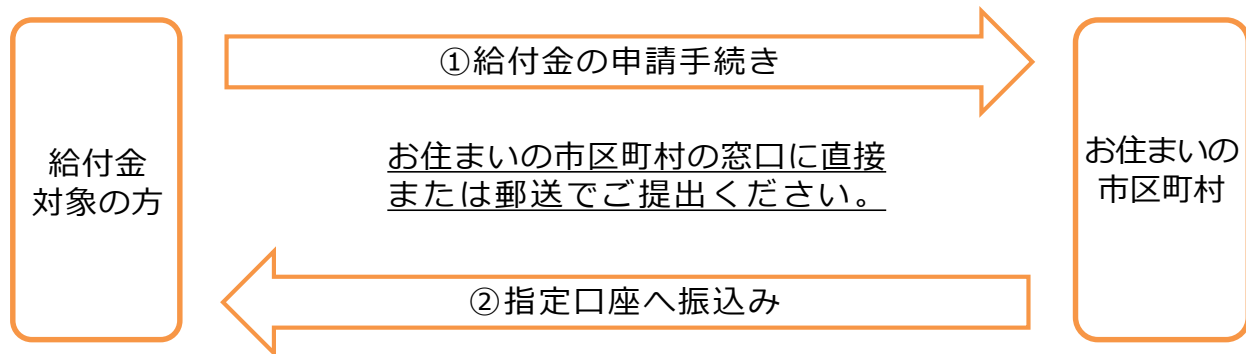 ①給付金の申請手続き
給付金
対象の方
お住まいの市区町村の窓口に直接
または郵送でご提出ください。
お住まいの
市区町村
②指定口座へ振込み